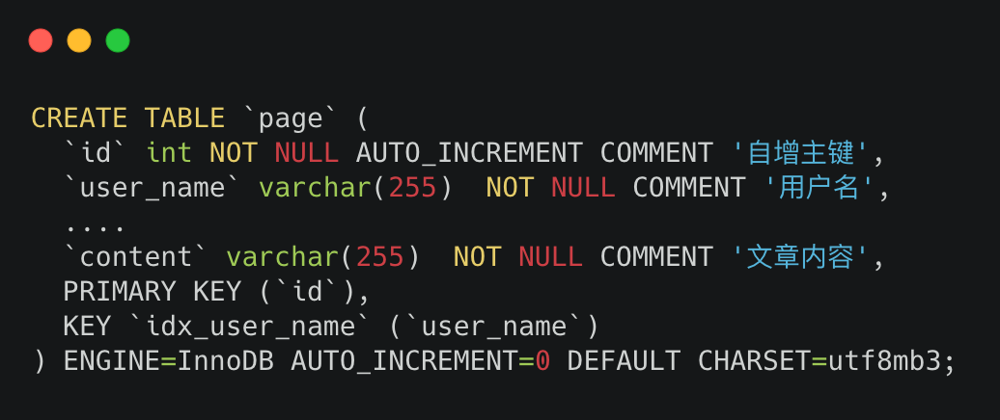 CREATE TABLE `page` (
  `id` int NOT NULL AUTO_INCREMENT COMMENT '自增主键',
  `user_name` varchar(255)  NOT NULL COMMENT '用户名',
  ....
  `content` varchar(255)  NOT NULL COMMENT '文章内容',
  PRIMARY KEY (`id`),
  KEY `idx_user_name` (`user_name`)
) ENGINE=InnoDB AUTO_INCREMENT=0 DEFAULT CHARSET=utf8mb3;